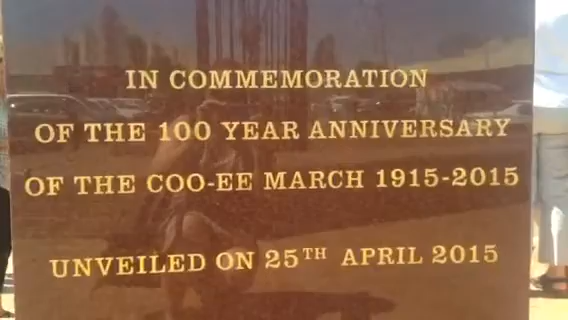 IN COMMEMORATION
OF THE 100 YEAR ANNIVERSARY
OF THE COO-EE MARCH 1915-2015
UNVEILED ON 25TH APRIL 2015